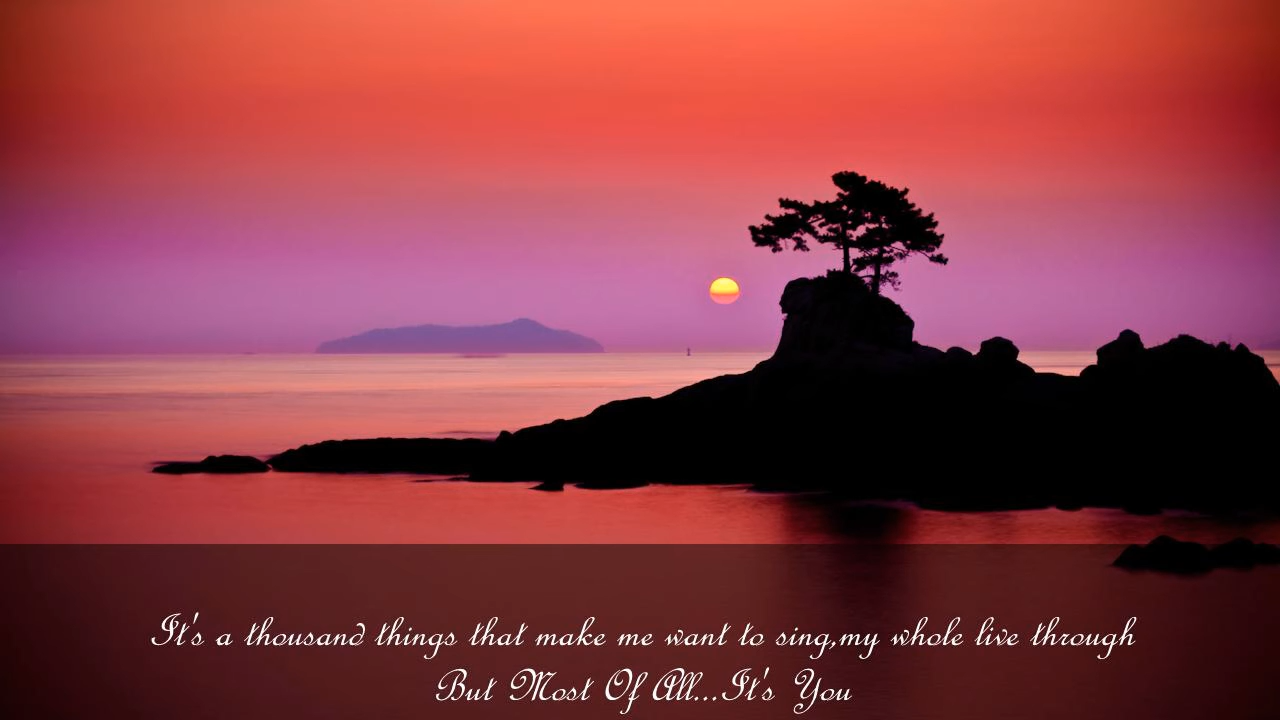 It's a thousand things that make me want to sing,my whole live through
But Most Of All...It's You